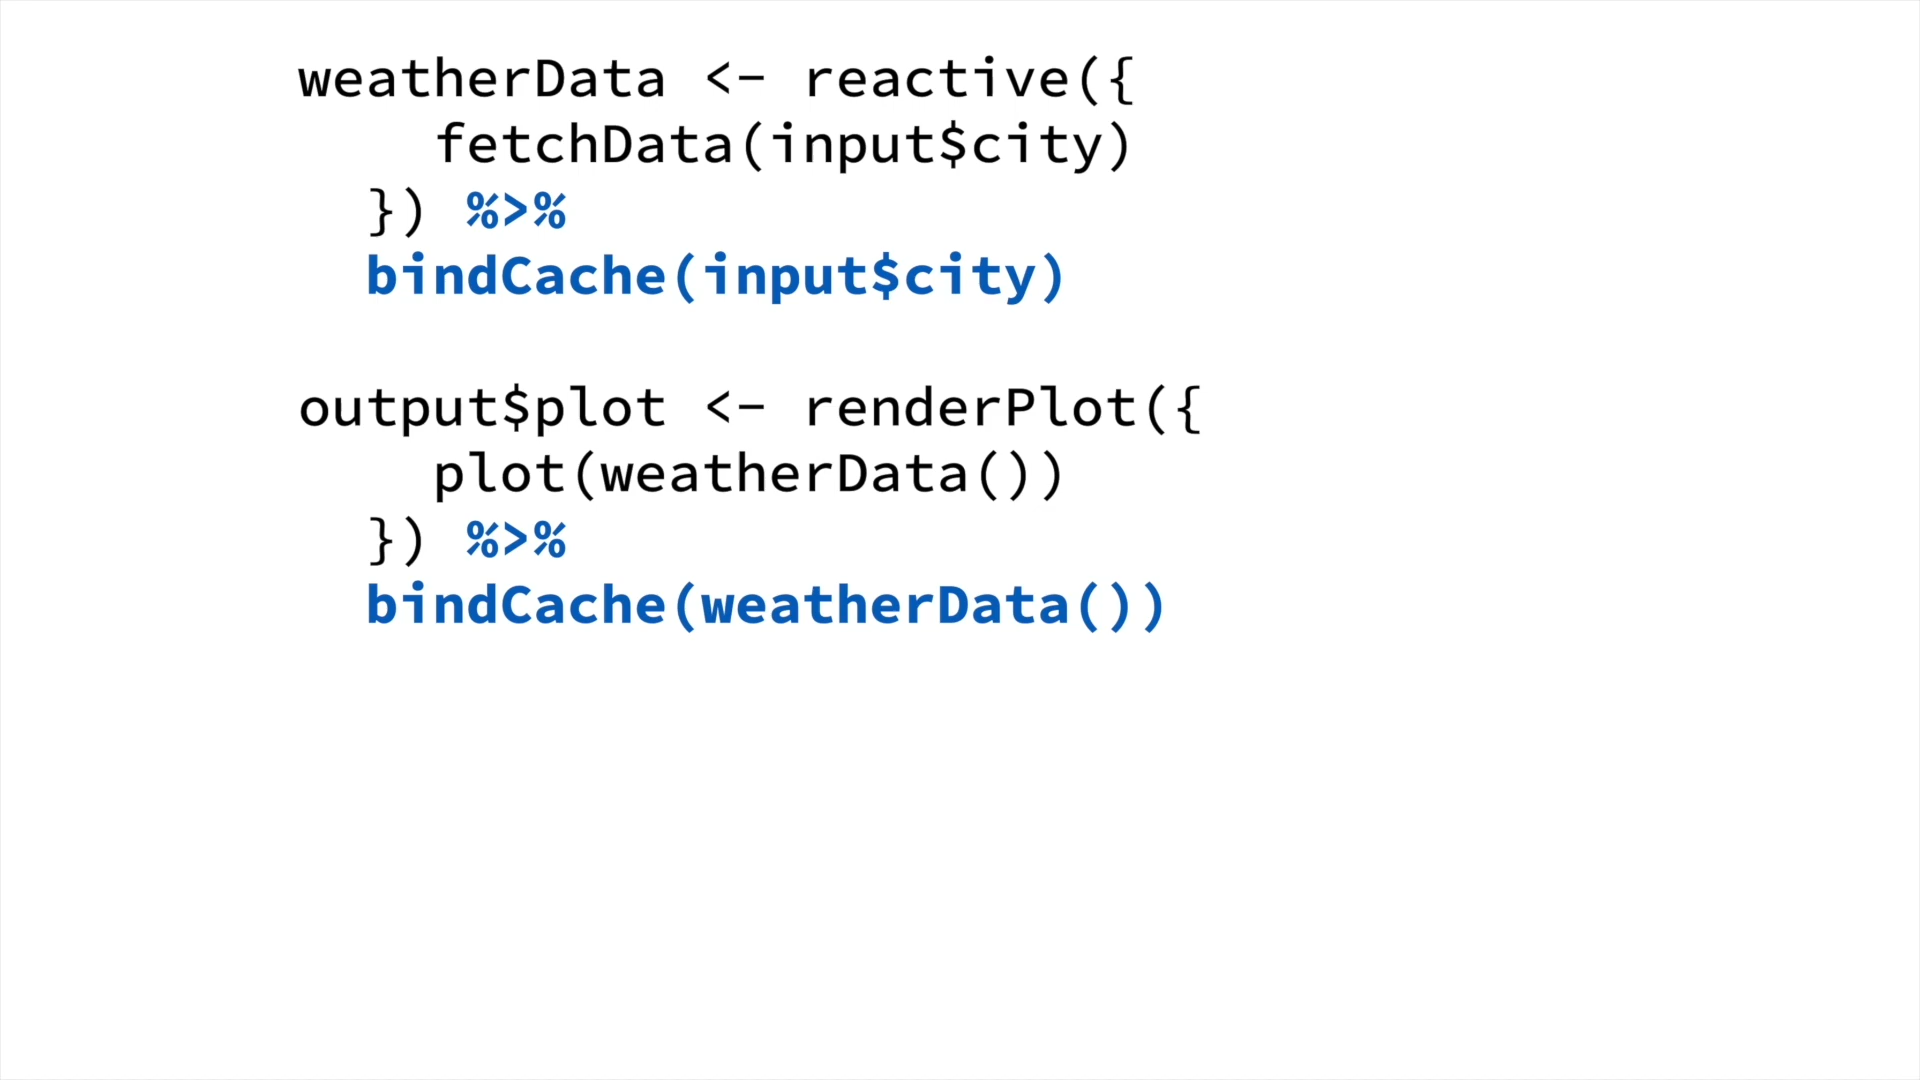 weatherData <- reactive({
    fetchData(input$city)
  }) %>%
  bindCache(input$city)

output$plot <- renderPlot({
    plot(weatherData())
  }) %>%
  bindCache(weatherData())